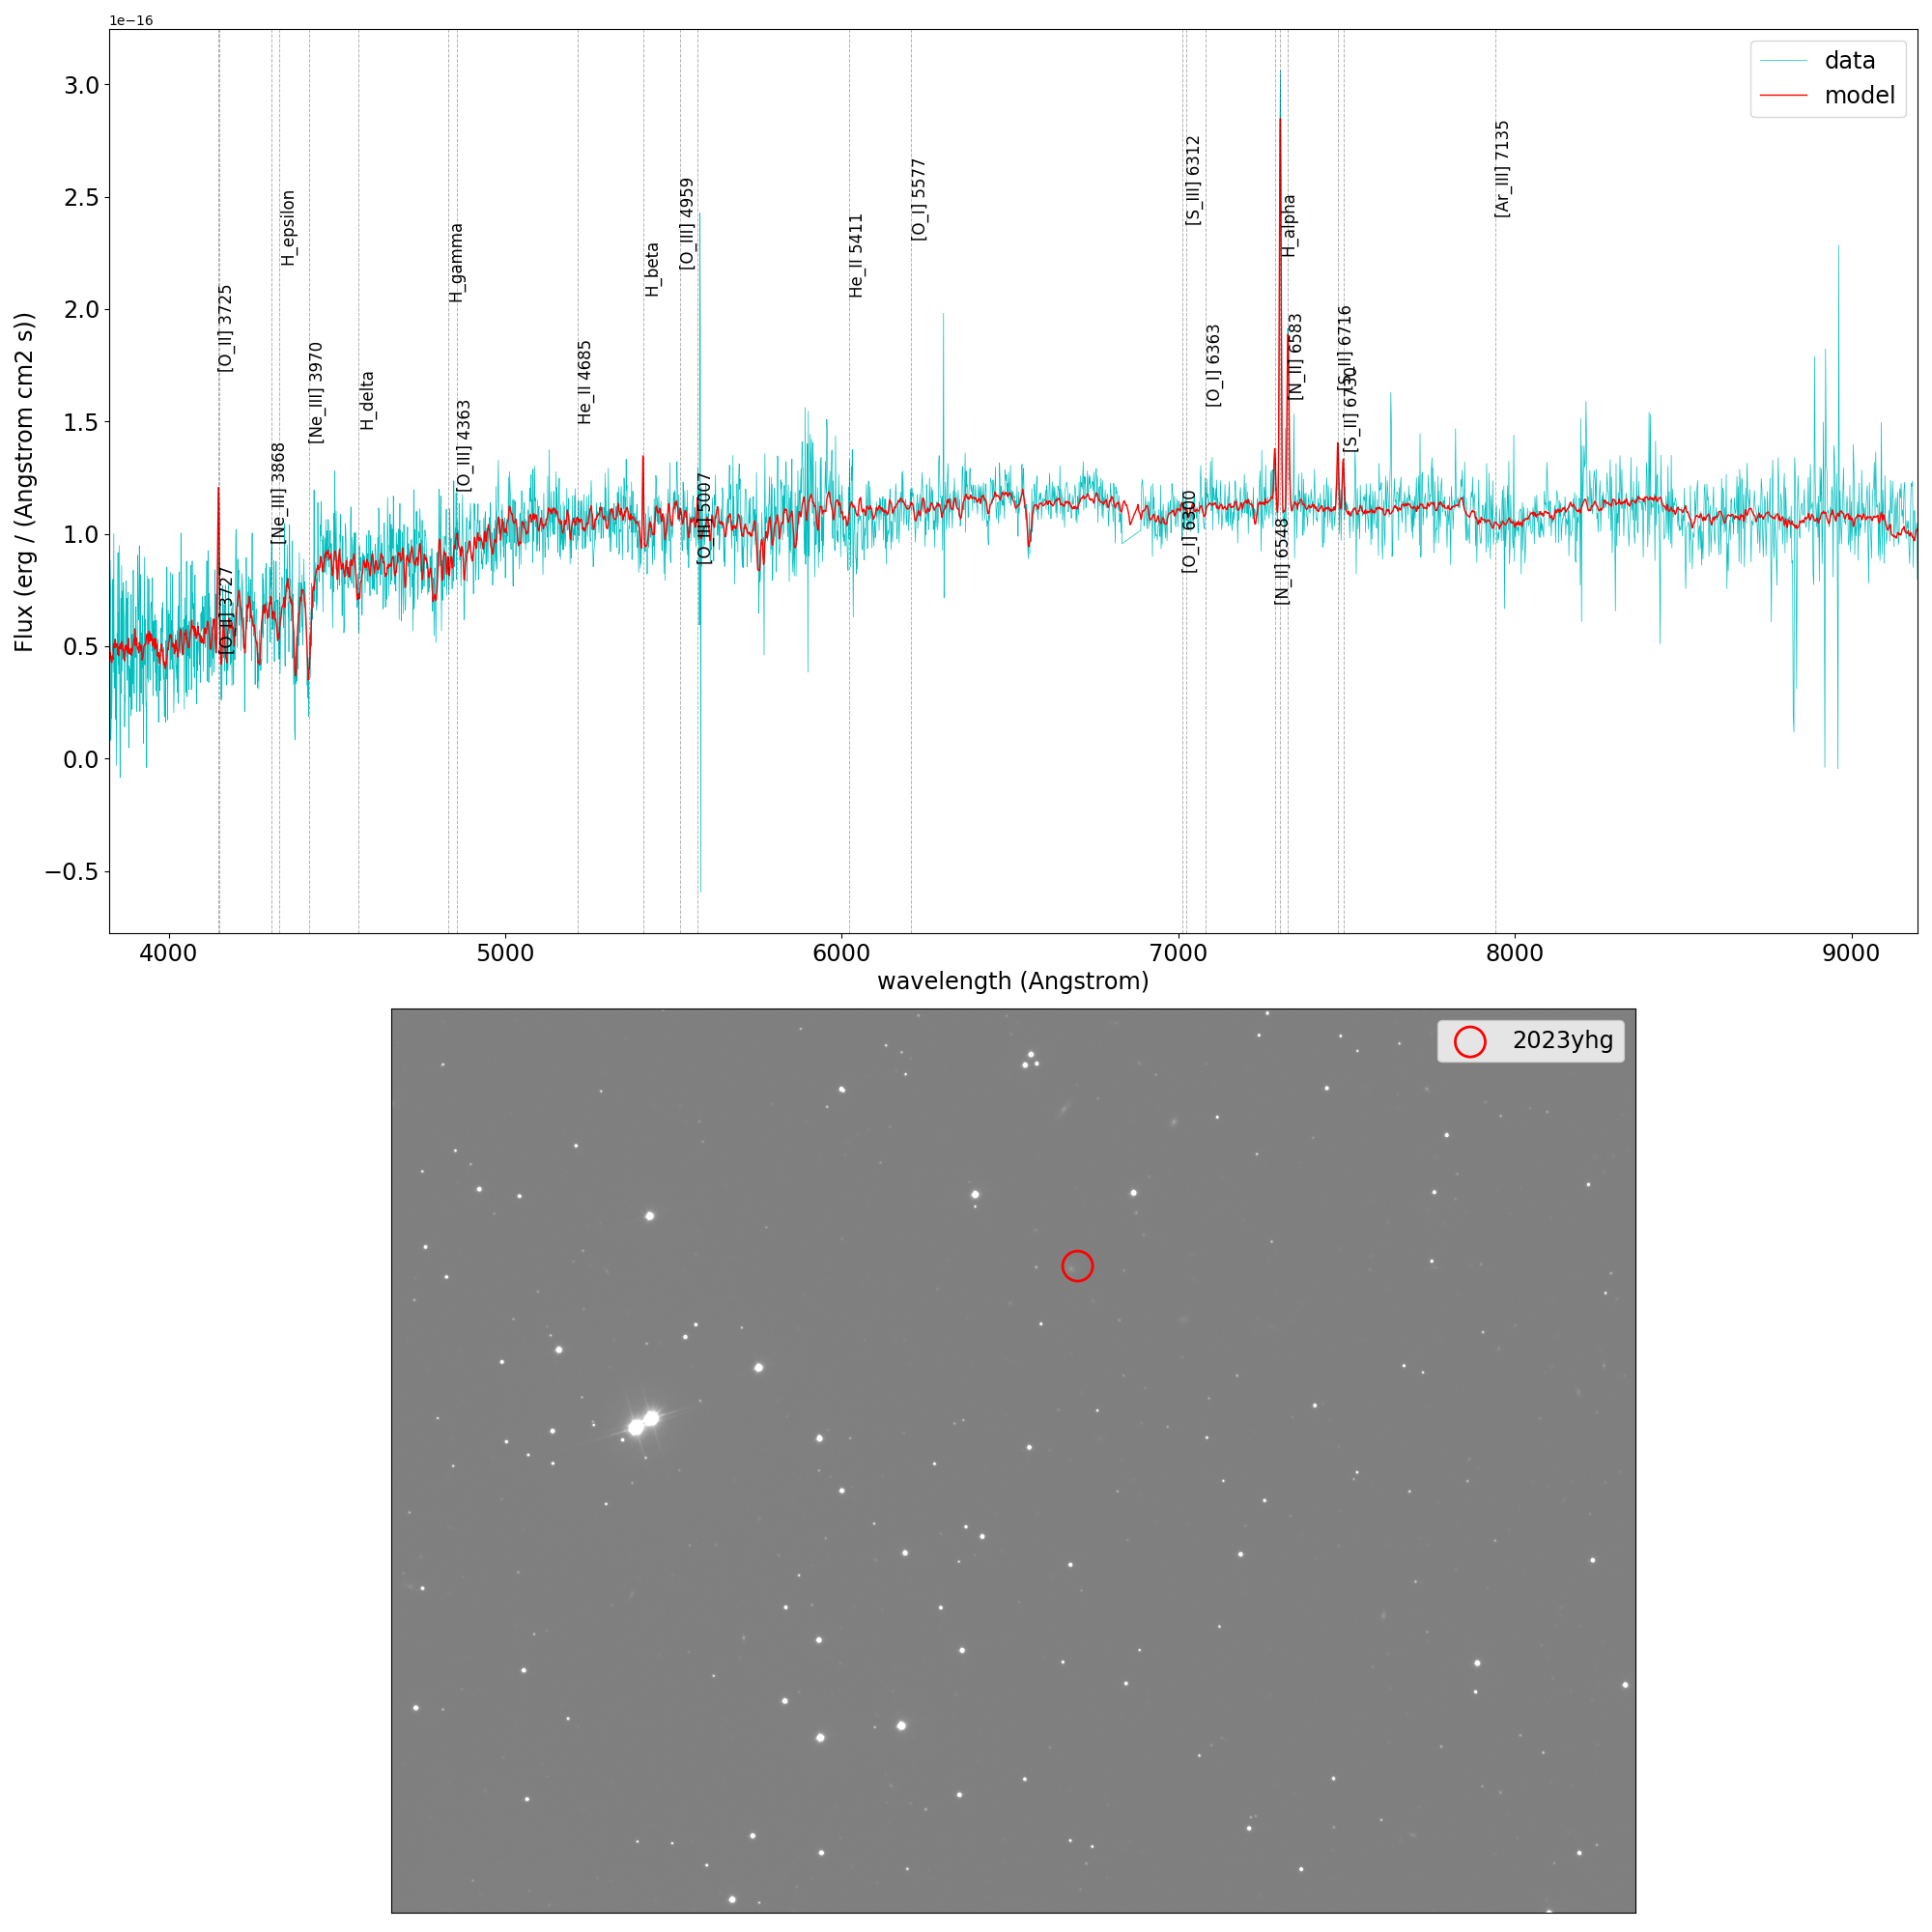 1e−16
data
model
3.0
2.5
2.0
1.5
1.0
0.5
0.0
−0.5
Flux (erg / (Angstrom cm2 s))
[O_II] 3725
[O_II] 3727
[Ne_III] 3868
H_epsilon
[Ne_III] 3970
H_delta
H_gamma
[O_III] 4363
He_II 4685
H_beta
[O_III] 4959
[O_III] 5007
He_II 5411
[O_I] 5577
[O_I] 6300
[S_III] 6312
[O_I] 6363
[N_II] 6548
H_alpha
[N_II] 6583
[S_II] 6716
[S_II] 6730
[Ar_III] 7135
4000
5000
6000
7000
8000
9000
wavelength (Angstrom)
2023yhg